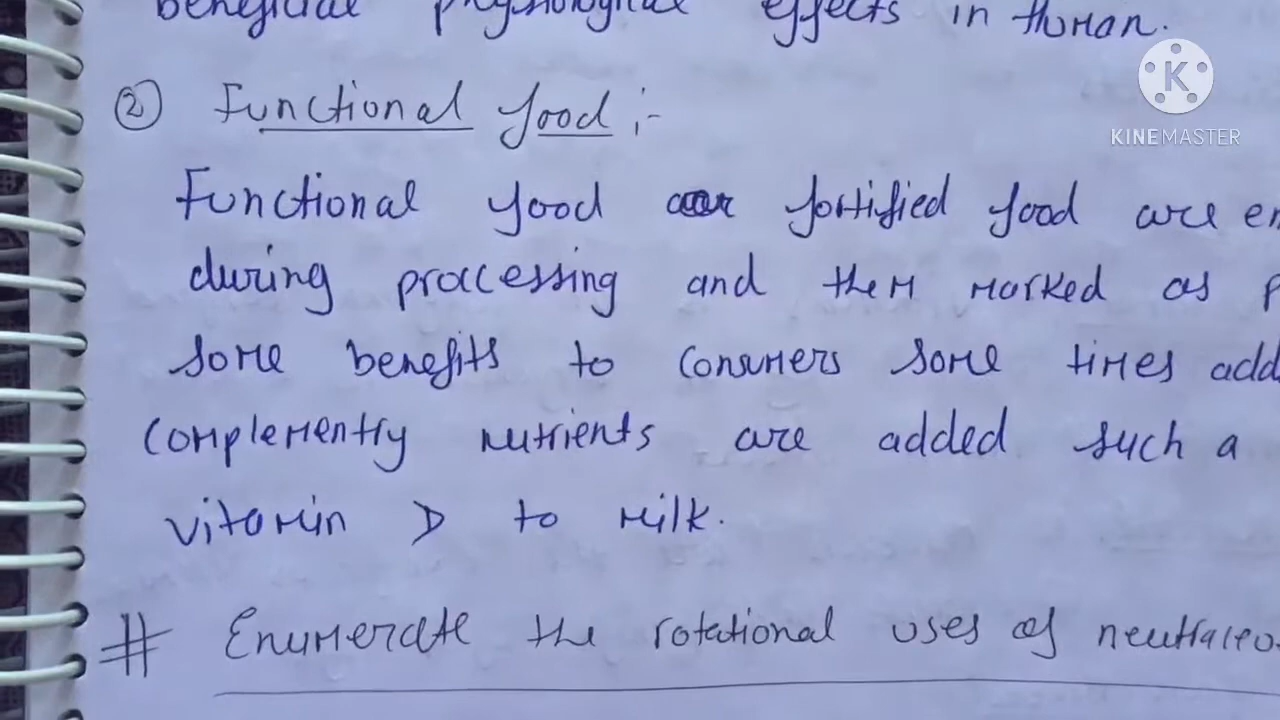 beneficial physiological effects in Human.
② Functional food :-
Functional food or fortified food are en
during processing and then marked as p
some benefits to consumers some times add
complementry nutrients are added such a
vitamin D to milk.
# Enumerate the rotational uses of neutraceu
K
KINEMASTER